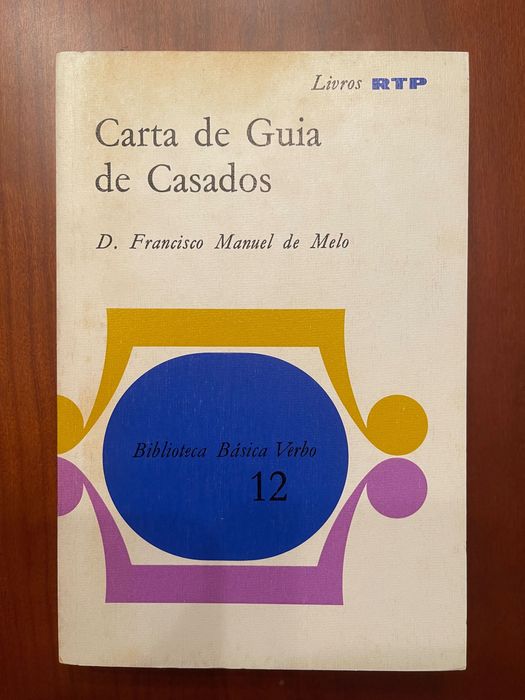 Livros RTP
Carta de Guia
de Casados
D. Francisco Manuel de Melo
Biblioteca Básica Verbo
12